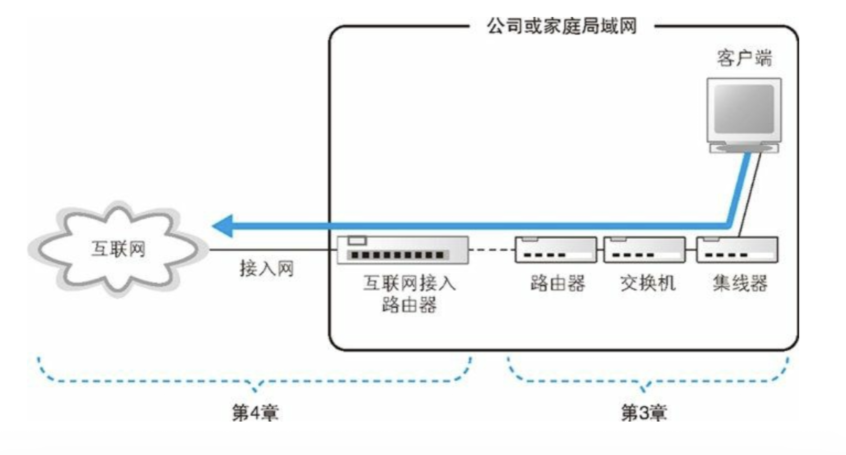 公司或家庭局域网
客户端
互联网
接入网
互联网接入
路由器
路由器
交换机
集线器
第4章
第3章